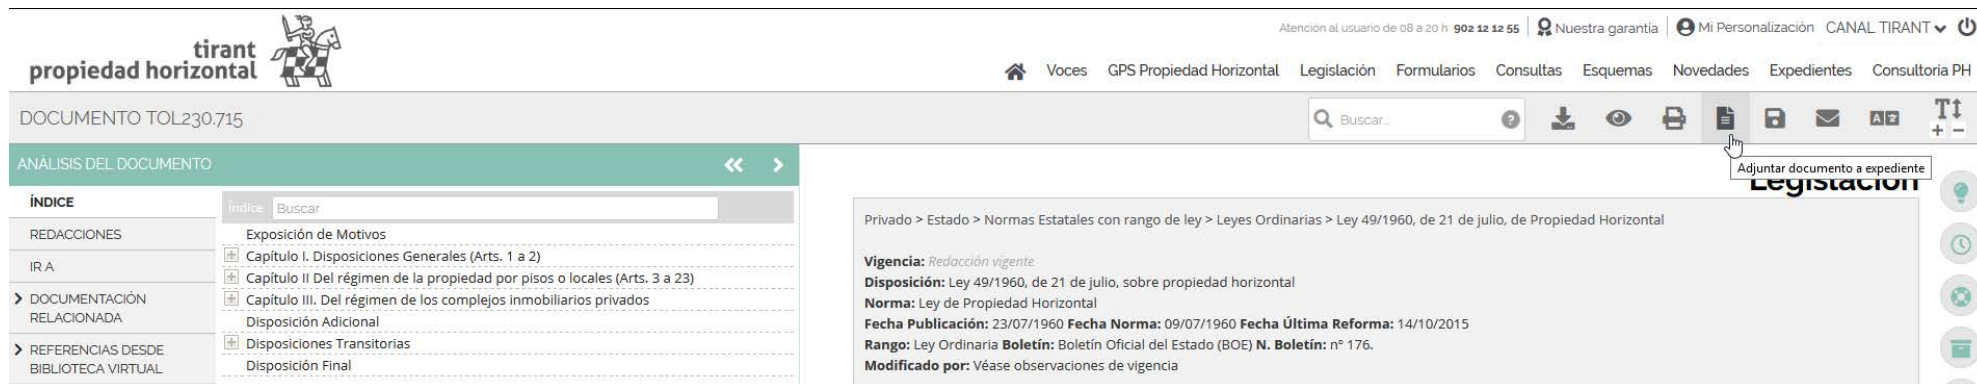 Atención al usuario de 08 a 20 h 902 12 12 55 Nuestra garantía Mi Personalización CANAL TIRANT
tirant
propiedad horizontal
Voces GPS Propiedad Horizontal Legislación Formularios Consultas Esquemas Novedades Expedientes Consultoria PH
DOCUMENTO TOL230.715
Buscar...
Adjuntar documento a expediente
ANÁLISIS DEL DOCUMENTO
ÍNDICE
REDACCIONES
IR A
DOCUMENTACIÓN
RELACIONADA
REFERENCIAS DESDE
BIBLIOTECA VIRTUAL
Índice Buscar
Exposición de Motivos
Capítulo I. Disposiciones Generales (Arts. 1 a 2)
Capítulo II Del régimen de la propiedad por pisos o locales (Arts. 3 a 23)
Capítulo III. Del régimen de los complejos inmobiliarios privados
Disposición Adicional
Disposiciones Transitorias
Disposición Final
Legislación
Privado > Estado > Normas Estatales con rango de ley > Leyes Ordinarias > Ley 49/1960, de 21 de julio, de Propiedad Horizontal
Vigencia: Redacción vigente
Disposición: Ley 49/1960, de 21 de julio, sobre propiedad horizontal
Norma: Ley de Propiedad Horizontal
Fecha Publicación: 23/07/1960 Fecha Norma: 09/07/1960 Fecha Última Reforma: 14/10/2015
Rango: Ley Ordinaria Boletín: Boletín Oficial del Estado (BOE) N. Boletín: nº 176.
Modificado por: Véase observaciones de vigencia